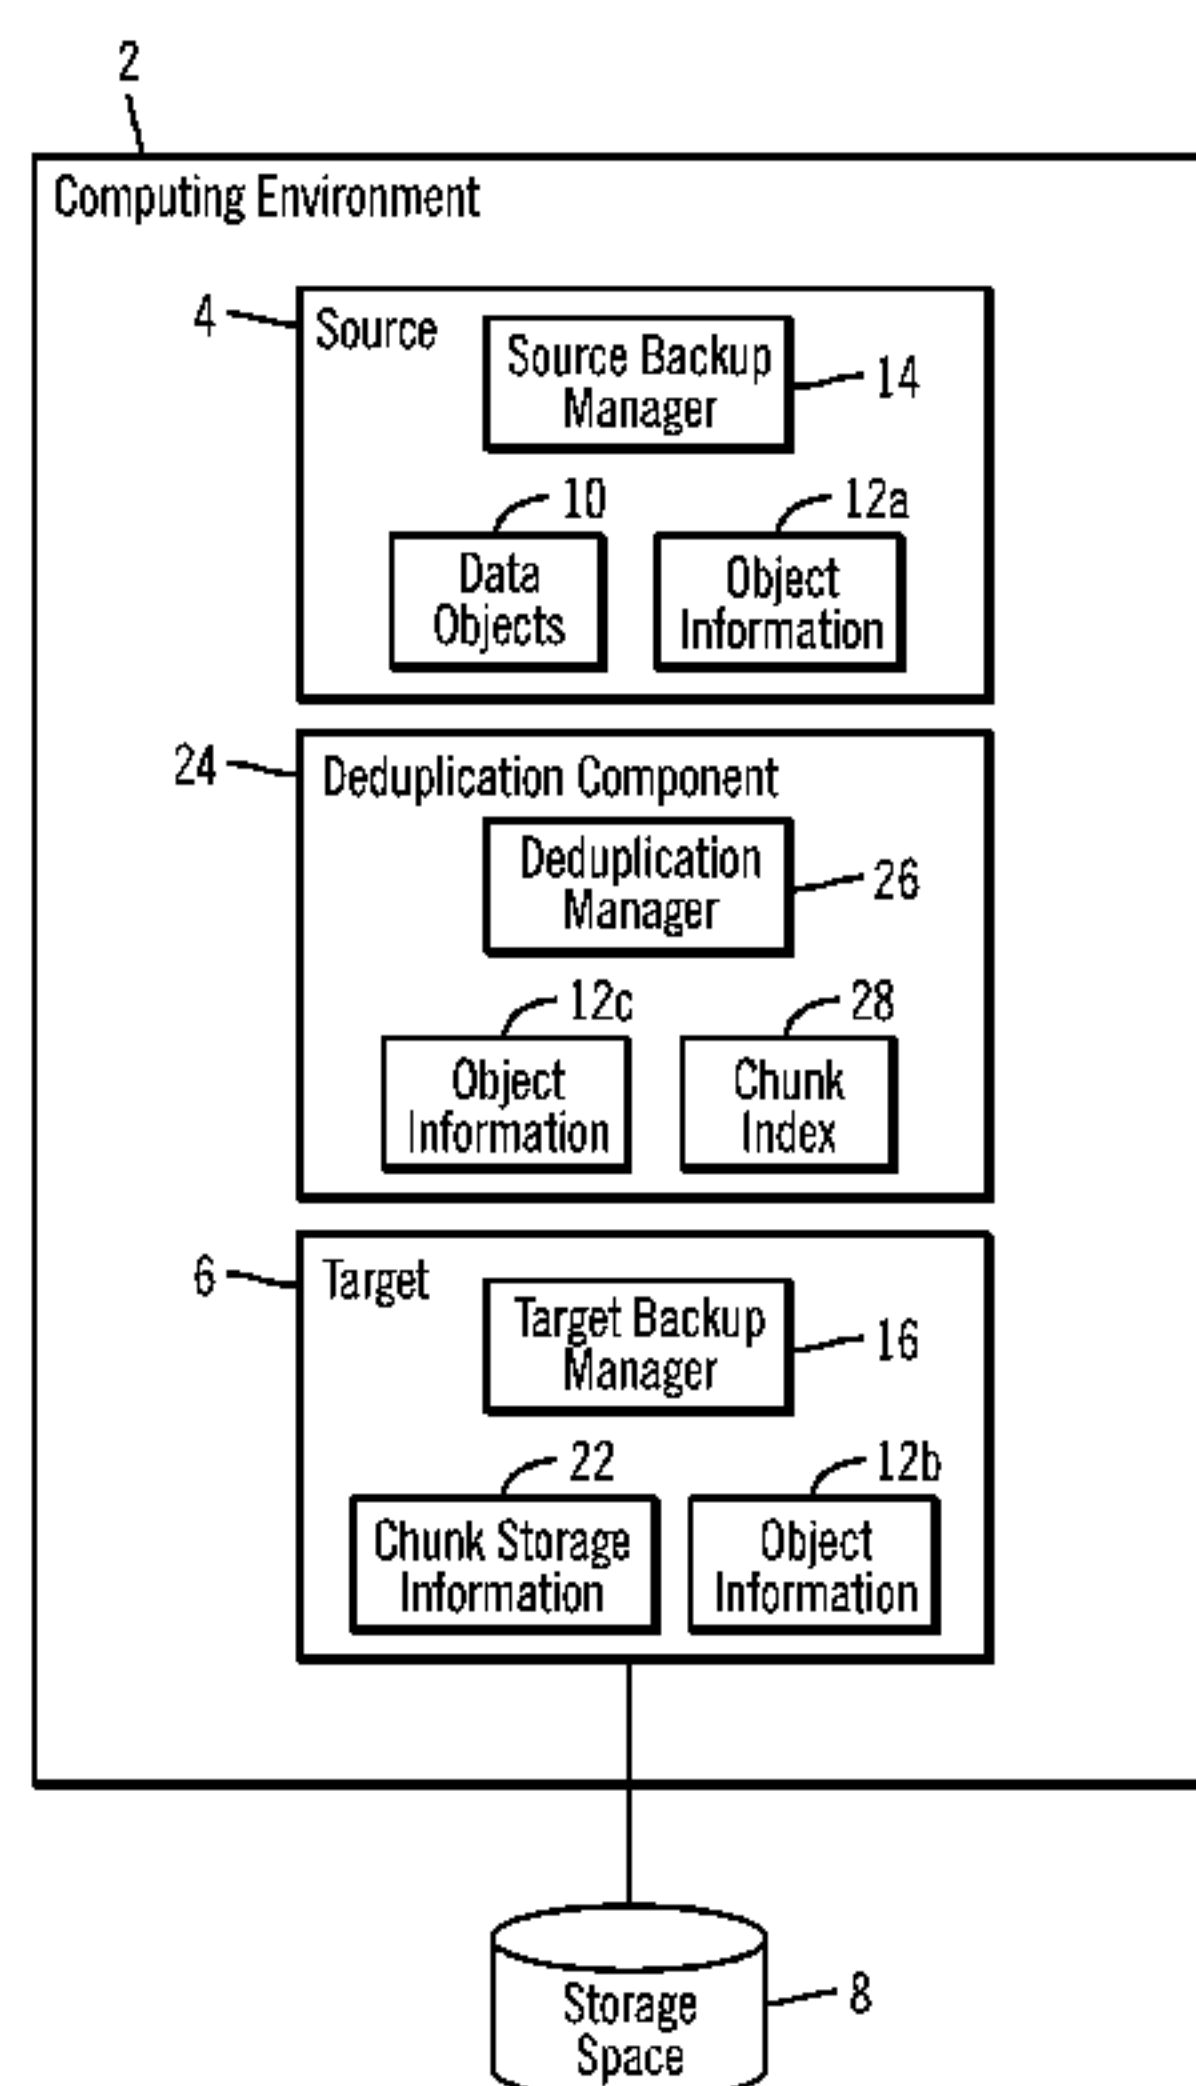 2
Computing Environment
4
Source
Source Backup
Manager
14
10
12a
Data
Objects
Object
Information
24
Deduplication Component
Deduplication
Manager
26
12c
28
Object
Information
Chunk
Index
6
Target
Target Backup
Manager
16
22
12b
Chunk Storage
Information
Object
Information
Storage
Space
8